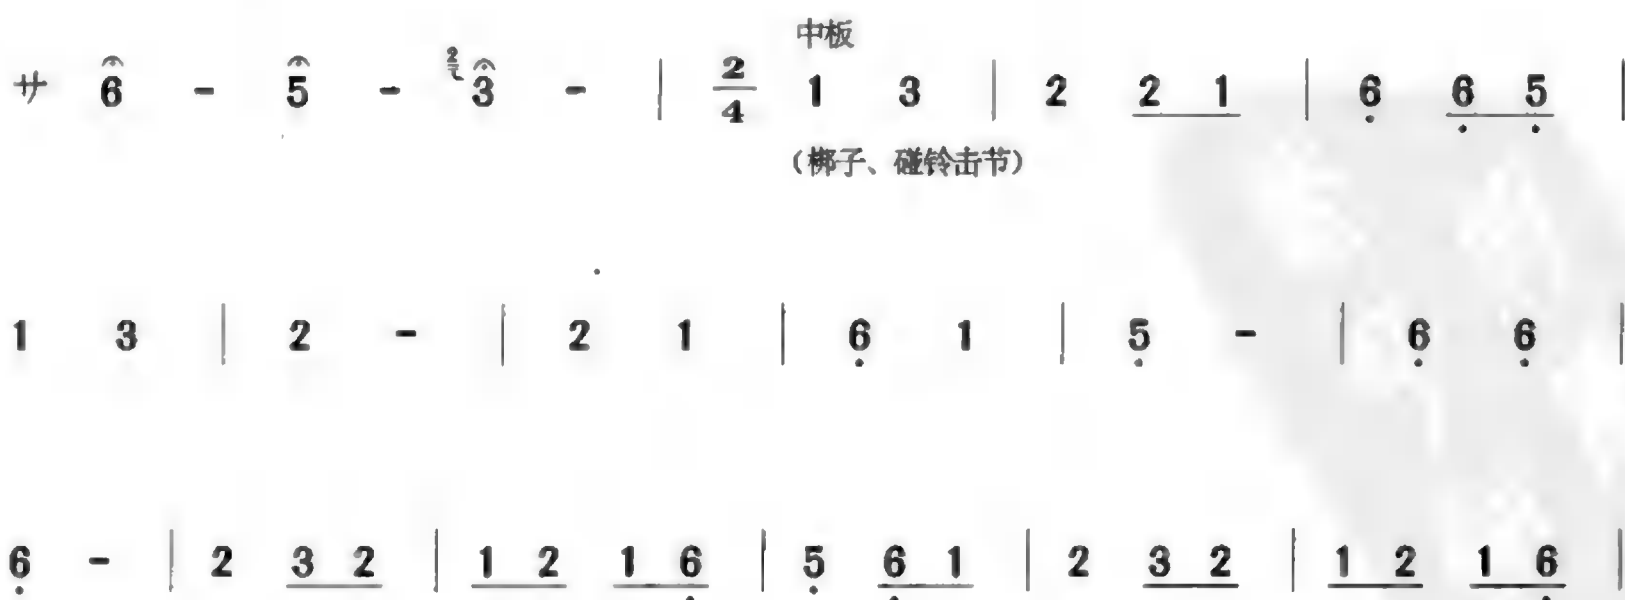 中板
サ 6 - 5 - 2 3 - | 2/4 1 3 | 2 2 1 | 6 6 5 |
(梆子、碰铃击节)
1 3 | 2 - | 2 1 | 6 1 | 5 - | 6 6 |
6 - | 2 3 2 | 1 2 1 6 | 5 6 1 | 2 3 2 | 1 2 1 6 |